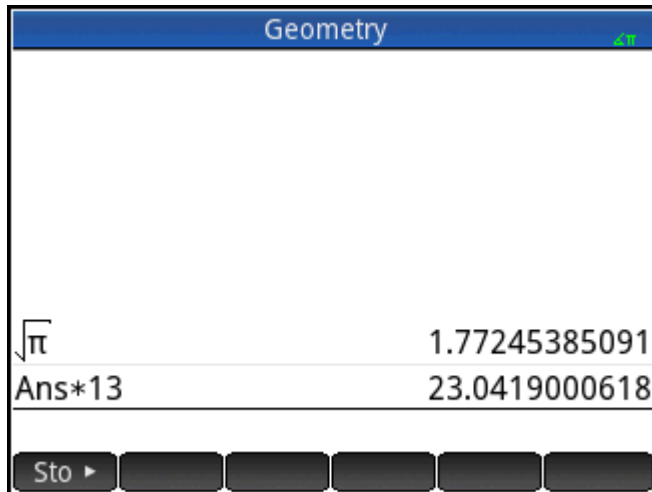 Geometry
∡π
√π 1.77245385091
Ans*13 23.0419000618
Sto ►